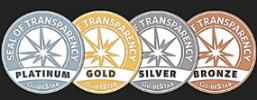 SEAL OF TRANSPARENCY
PLATINUM
GUIDESTAR
TRANSPARENCY
GOLD
GUIDESTAR
TRANSPARENCY
SILVER
GUIDESTAR
TRANSPARENCY
BRONZE
GUIDESTAR